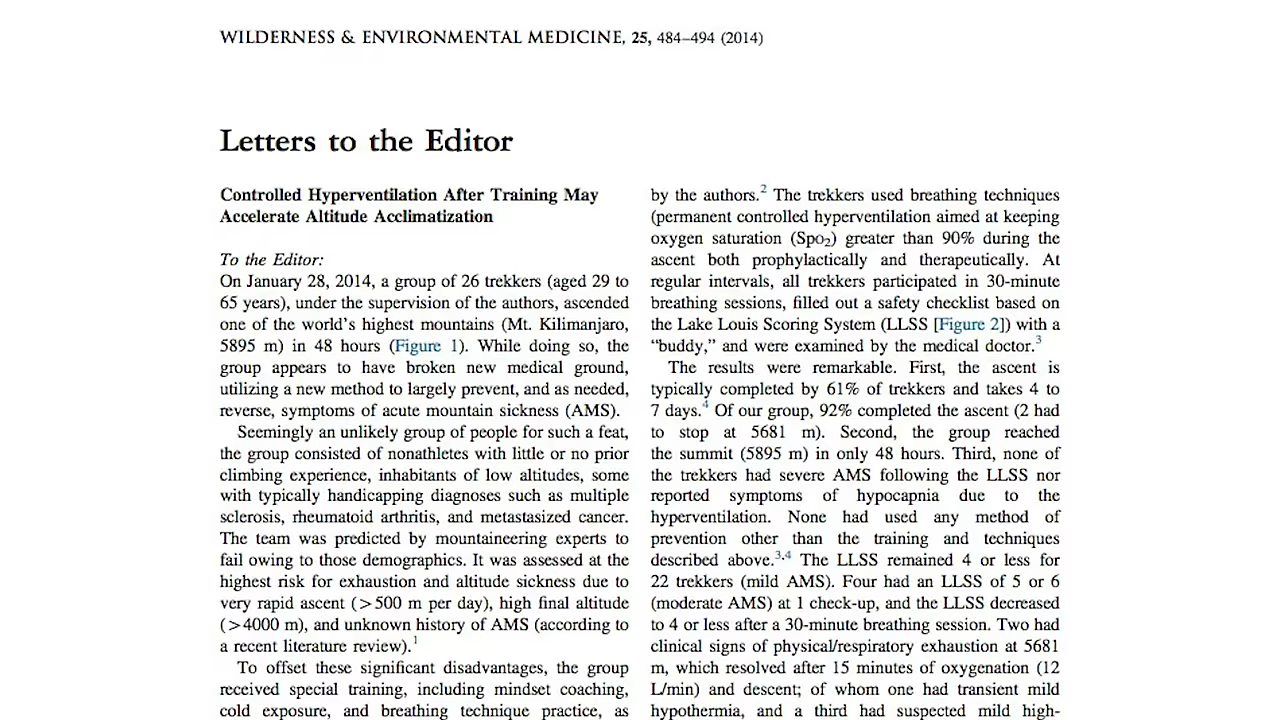 WILDERNESS & ENVIRONMENTAL MEDICINE, 25, 484–494 (2014)
Letters to the Editor
Controlled Hyperventilation After Training May
Accelerate Altitude Acclimatization
To the Editor:
On January 28, 2014, a group of 26 trekkers (aged 29 to
65 years), under the supervision of the authors, ascended
one of the world's highest mountains (Mt. Kilimanjaro,
5895 m) in 48 hours (Figure 1). While doing so, the
group appears to have broken new medical ground,
utilizing a new method to largely prevent, and as needed,
reverse, symptoms of acute mountain sickness (AMS).
Seemingly an unlikely group of people for such a feat,
the group consisted of nonathletes with little or no prior
climbing experience, inhabitants of low altitudes, some
with typically handicapping diagnoses such as multiple
sclerosis, rheumatoid arthritis, and metastasized cancer.
The team was predicted by mountaineering experts to
fail owing to those demographics. It was assessed at the
highest risk for exhaustion and altitude sickness due to
very rapid ascent (>500 m per day), high final altitude
(>4000 m), and unknown history of AMS (according to
a recent literature review).1
To offset these significant disadvantages, the group
received special training, including mindset coaching,
cold exposure, and breathing technique practice, as
by the authors.2 The trekkers used breathing techniques
(permanent controlled hyperventilation aimed at keeping
oxygen saturation (SpO2) greater than 90% during the
ascent both prophylactically and therapeutically. At
regular intervals, all trekkers participated in 30-minute
breathing sessions, filled out a safety checklist based on
the Lake Louis Scoring System (LLSS [Figure 2]) with a
"buddy," and were examined by the medical doctor.3
The results were remarkable. First, the ascent is
typically completed by 61% of trekkers and takes 4 to
7 days.4 Of our group, 92% completed the ascent (2 had
to stop at 5681 m). Second, the group reached
the summit (5895 m) in only 48 hours. Third, none of
the trekkers had severe AMS following the LLSS nor
reported symptoms of hypocapnia due to the
hyperventilation. None had used any method of
prevention other than the training and techniques
described above.3,4 The LLSS remained 4 or less for
22 trekkers (mild AMS). Four had an LLSS of 5 or 6
(moderate AMS) at 1 check-up, and the LLSS decreased
to 4 or less after a 30-minute breathing session. Two had
clinical signs of physical/respiratory exhaustion at 5681
m, which resolved after 15 minutes of oxygenation (12
L/min) and descent; of whom one had transient mild
hypothermia, and a third had suspected mild high-